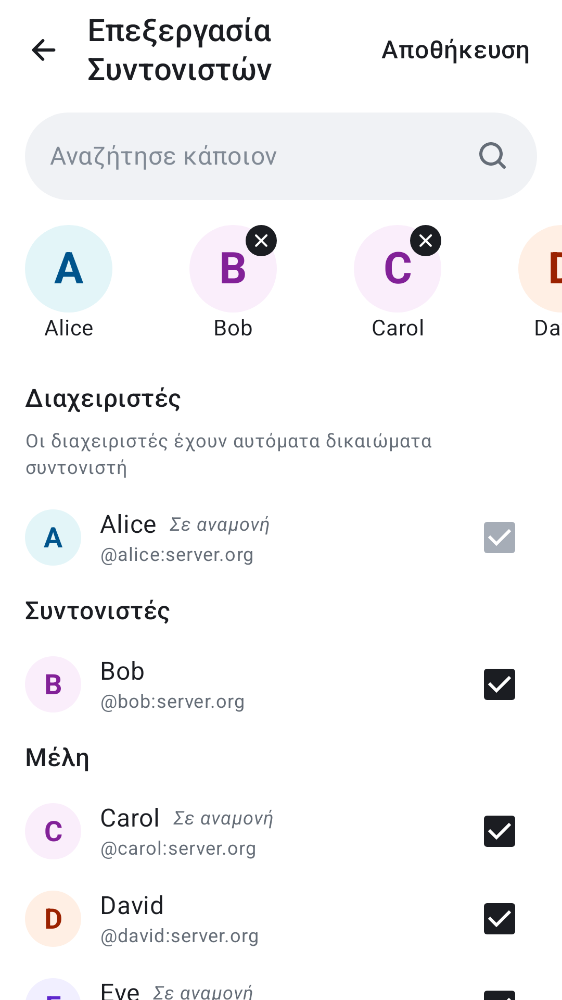 Επεξεργασία
Συντονιστών
Αποθήκευση
Αναζήτησε κάποιον
A
B
C
Alice
Bob
Carol
Διαχειριστές
Οι διαχειριστές έχουν αυτόματα δικαιώματα
συντονιστή
A
Alice Σε αναμονή
@alice:server.org
Συντονιστές
B
Bob
@bob:server.org
Μέλη
C
Carol Σε αναμονή
@carol:server.org
D
David
@david:server.org
Eve Σε αναμονή